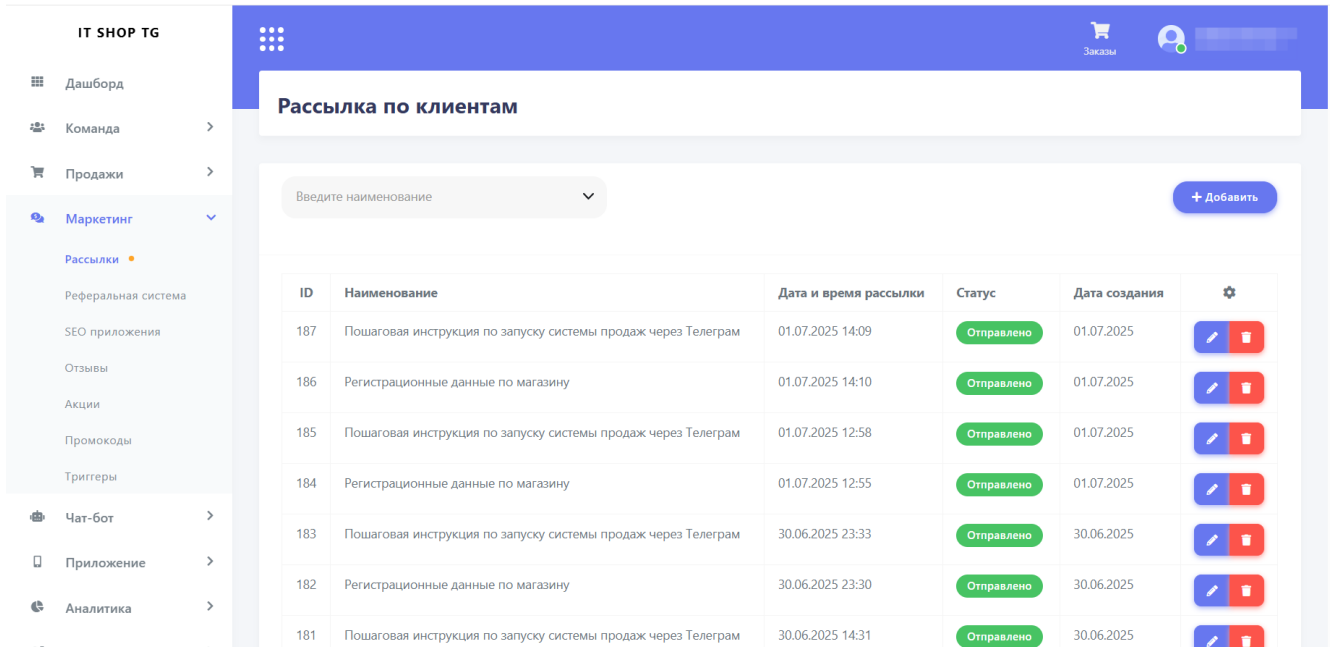 IT SHOP TG
Заказы
Дашборд
Команда
Продажи
Маркетинг
Рассылки
Реферальная система
SEO приложения
Отзывы
Акции
Промокоды
Триггеры
Чат-бот
Приложение
Аналитика
Рассылка по клиентам
Введите наименование
Добавить
ID Наименование Дата и время рассылки Статус Дата создания
187 Пошаговая инструкция по запуску системы продаж через Телеграм 01.07.2025 14:09 Отправлено 01.07.2025
186 Регистрационные данные по магазину 01.07.2025 14:10 Отправлено 01.07.2025
185 Пошаговая инструкция по запуску системы продаж через Телеграм 01.07.2025 12:58 Отправлено 01.07.2025
184 Регистрационные данные по магазину 01.07.2025 12:55 Отправлено 01.07.2025
183 Пошаговая инструкция по запуску системы продаж через Телеграм 30.06.2025 23:33 Отправлено 30.06.2025
182 Регистрационные данные по магазину 30.06.2025 23:30 Отправлено 30.06.2025
181 Пошаговая инструкция по запуску системы продаж через Телеграм 30.06.2025 14:31 Отправлено 30.06.2025